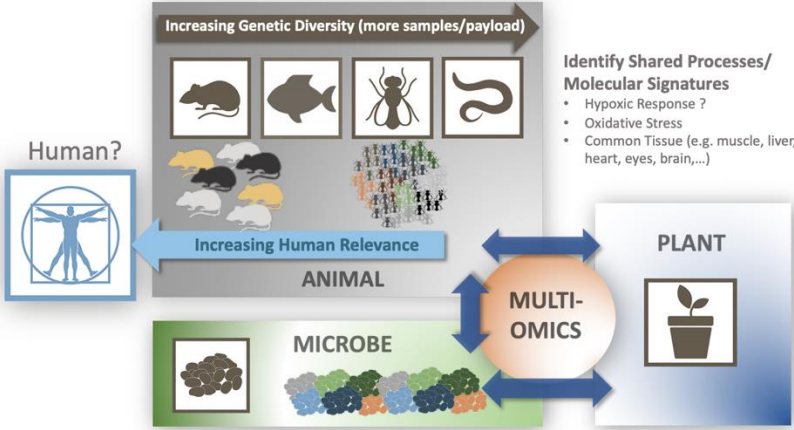 Increasing Genetic Diversity (more samples/payload)
Identify Shared Processes/
Molecular Signatures
• Hypoxic Response ?
• Oxidative Stress
• Common Tissue (e.g. muscle, liver,
heart, eyes, brain,...)
Human?
Increasing Human Relevance
ANIMAL
PLANT
MULTI-
OMICS
MICROBE